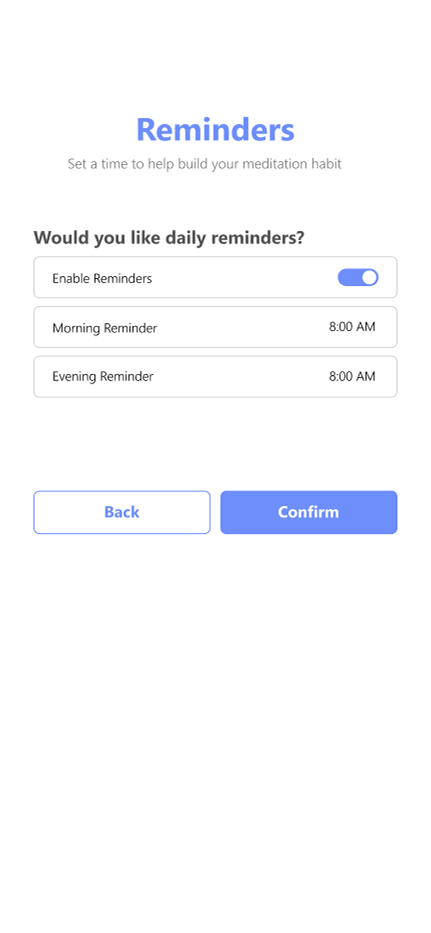 Reminders
Set a time to help build your meditation habit
Would you like daily reminders?
Enable Reminders
Morning Reminder 8:00 AM
Evening Reminder 8:00 AM
Back Confirm